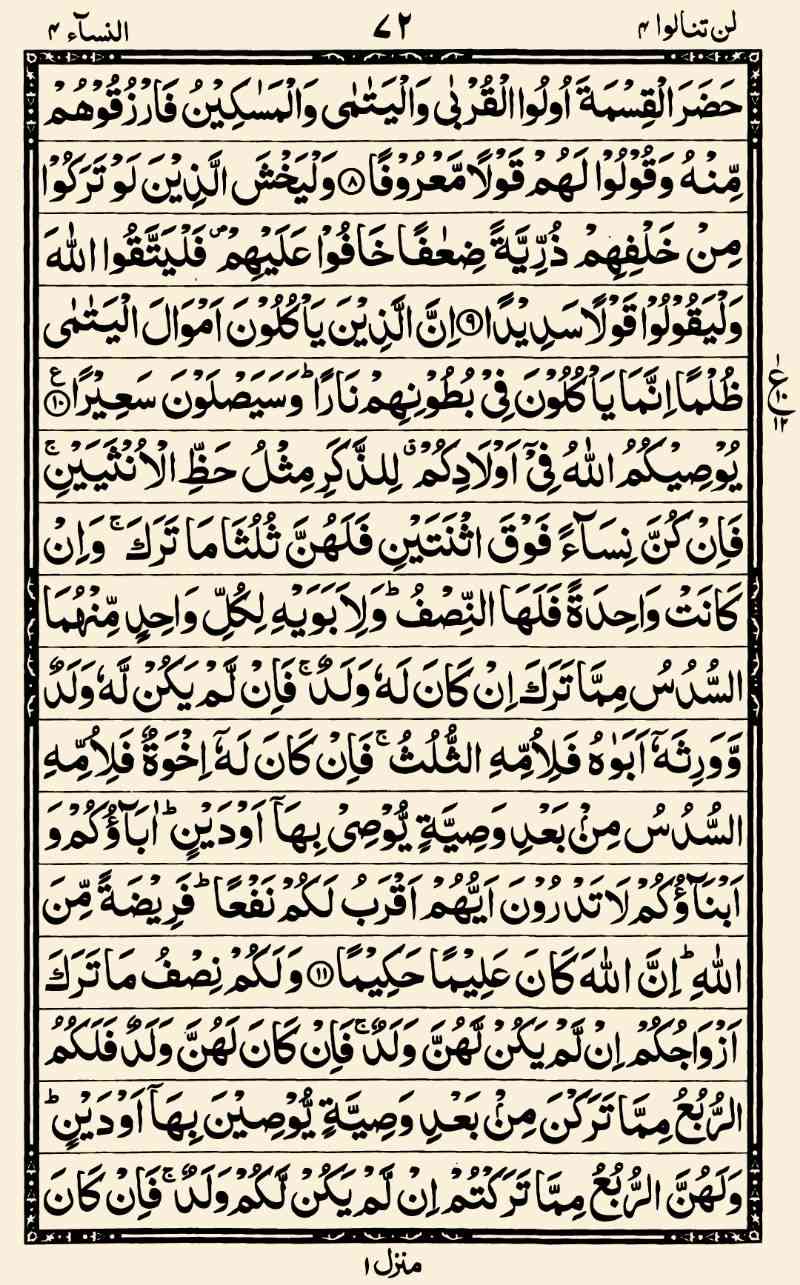 لن تنالوا ۴ ۷۲ النسآء ۴
حَضَرَ الْقِسْمَةَ اُولُوا الْقُرْبٰى وَالْيَتٰمٰى وَالْمَسٰكِيْنُ فَارْزُقُوْهُمْ
مِّنْهُ وَقُوْلُوْا لَهُمْ قَوْلًا مَّعْرُوْفًا ۝۸ وَلْيَخْشَ الَّذِيْنَ لَوْ تَرَكُوْا
مِنْ خَلْفِهِمْ ذُرِّيَّةً ضِعٰفًا خَافُوْا عَلَيْهِمْ ۪ فَلْيَتَّقُوا اللّٰهَ
وَلْيَقُوْلُوْا قَوْلًا سَدِيْدًا ۝۹ اِنَّ الَّذِيْنَ يَاْكُلُوْنَ اَمْوَالَ الْيَتٰمٰى
ظُلْمًا اِنَّمَا يَاْكُلُوْنَ فِيْ بُطُوْنِهِمْ نَارًا ؕ وَسَيَصْلَوْنَ سَعِيْرًا ۝۱۰ ع
ع ۱ ۱۰ ۱۲
يُوْصِيْكُمُ اللّٰهُ فِيْٓ اَوْلَادِكُمْ ۗ لِلذَّكَرِ مِثْلُ حَظِّ الْاُنْثَيَيْنِ ۚ
فَاِنْ كُنَّ نِسَآءً فَوْقَ اثْنَتَيْنِ فَلَهُنَّ ثُلُثَا مَا تَرَكَ ۚ وَاِنْ
كَانَتْ وَاحِدَةً فَلَهَا النِّصْفُ ؕ وَلِاَبَوَيْهِ لِكُلِّ وَاحِدٍ مِّنْهُمَا
السُّدُسُ مِمَّا تَرَكَ اِنْ كَانَ لَهٗ وَلَدٌ ۚ فَاِنْ لَّمْ يَكُنْ لَّهٗ وَلَدٌ
وَّوَرِثَهٗٓ اَبَوٰهُ فَلِاُمِّهِ الثُّلُثُ ۚ فَاِنْ كَانَ لَهٗٓ اِخْوَةٌ فَلِاُمِّهِ
السُّدُسُ مِنْۢ بَعْدِ وَصِيَّةٍ يُّوْصِيْ بِهَآ اَوْ دَيْنٍ ؕ اٰبَآؤُكُمْ وَ
اَبْنَآؤُكُمْ لَا تَدْرُوْنَ اَيُّهُمْ اَقْرَبُ لَكُمْ نَفْعًا ؕ فَرِيْضَةً مِّنَ
اللّٰهِ ؕ اِنَّ اللّٰهَ كَانَ عَلِيْمًا حَكِيْمًا ۝۱۱ وَلَكُمْ نِصْفُ مَا تَرَكَ
اَزْوَاجُكُمْ اِنْ لَّمْ يَكُنْ لَّهُنَّ وَلَدٌ ۚ فَاِنْ كَانَ لَهُنَّ وَلَدٌ فَلَكُمُ
الرُّبُعُ مِمَّا تَرَكْنَ مِنْۢ بَعْدِ وَصِيَّةٍ يُّوْصِيْنَ بِهَآ اَوْ دَيْنٍ ؕ
وَلَهُنَّ الرُّبُعُ مِمَّا تَرَكْتُمْ اِنْ لَّمْ يَكُنْ لَّكُمْ وَلَدٌ ۚ فَاِنْ كَانَ
منزل ۱